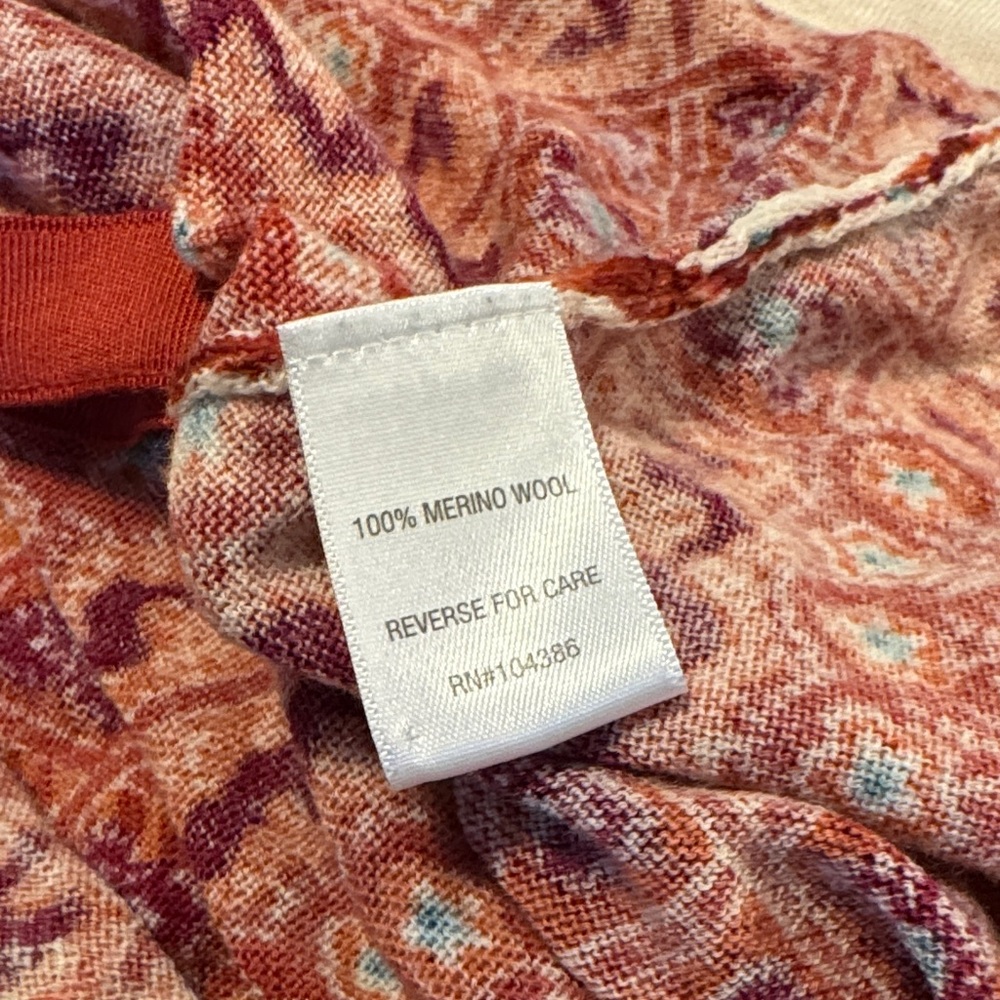 100% MERINO WOOL
REVERSE FOR CARE
RN#104386